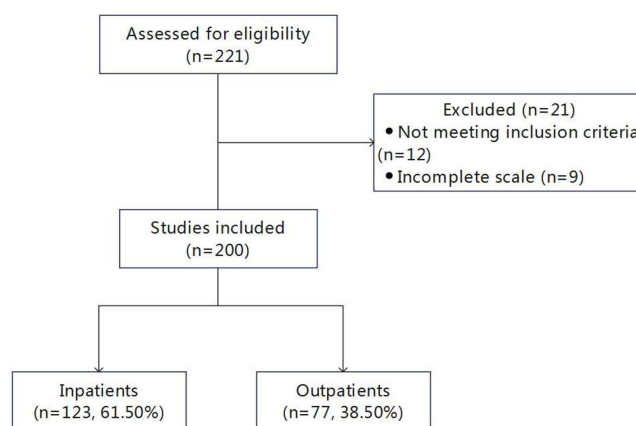 Assessed for eligibility
(n=221)
Excluded (n=21)
● Not meeting inclusion criteria
(n=12)
● Incomplete scale (n=9)
Studies included
(n=200)
Inpatients
(n=123, 61.50%)
Outpatients
(n=77, 38.50%)